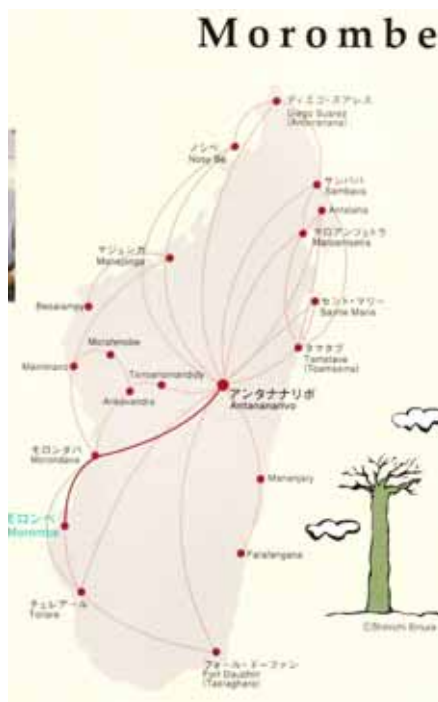 Morombe
ディエゴ・スアレス
Diego Suarez
(Antsiranana)
ノシベ
Nosy Be
サンババ
Sambava
Antalaha
マロアンツェトラ
Maroantsetra
マジュンガ
Manajunga
Besalampy
セント・マリー
Sainte Marie
Morafenobe
タマタブ
Tamatave
(Toamasina)
Maintirano
Tsiroanomandidy
Ankavandra
アンタナナリボ
Antananarivo
モロンダバ
Morondava
Mananjary
モロンベ
Morombe
Farafangana
チュレアール
Toliara
©Shinichi Kimura
フォール・ドーファン
Fort Dauphin
(Taolagharo)